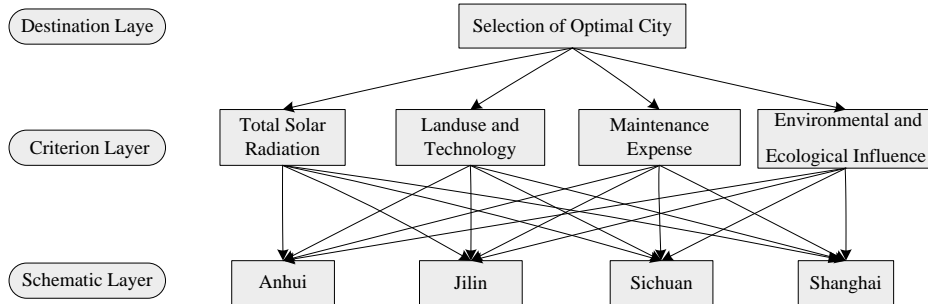 Destination Laye
Selection of Optimal City
Criterion Layer
Total Solar
Radiation
Landuse and
Technology
Maintenance
Expense
Environmental and
Ecological Influence
Schematic Layer
Anhui
Jilin
Sichuan
Shanghai